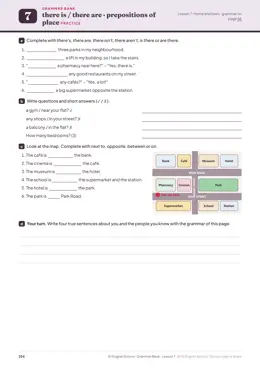 GRAMMAR BANK
7
there is / there are · prepositions of
place PRACTICE
a Complete with there's, there are, there isn't, there aren't, is there or are there.
1. three parks in my neighbourhood.
2. a lift in my building, so I take the stairs.
3. " a pharmacy near here?" – "Yes, there is."
4. any good restaurants on my street.
5. " any cafés?" – "Yes, lots."
6. a big supermarket opposite the station.
b Write questions and short answers (✓ / ✗).
a gym / near your flat? ✓
any shops / in your street? ✗
a balcony / in the flat? ✗
How many beds? (3)
c Look at the map. Complete with next to, opposite, between or on.
1. The café is the bank.
2. The cinema is the café.
3. The museum is the hotel.
4. The school is the supermarket and the station.
5. The hotel is the park.
6. The park is Park Road.
Bank
Café
Museum
Hotel
Pharmacy
Cinema
Park
Supermarket
School
Station
d Your turn. Write four true sentences about you and the people you know with the grammar of this page.